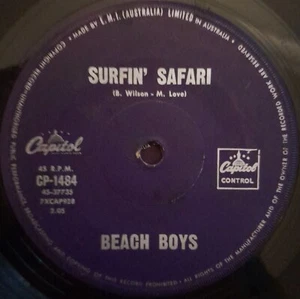 MADE BY E.M.I. (AUSTRALIA) LIMITED IN AUSTRALIA
SURFIN' SAFARI
(B. Wilson - M. Love)
Capitol
45 R.P.M.
CP-1484
45-37735
7XCAP958
2.05
Capitol
CONTROL
BEACH BOYS